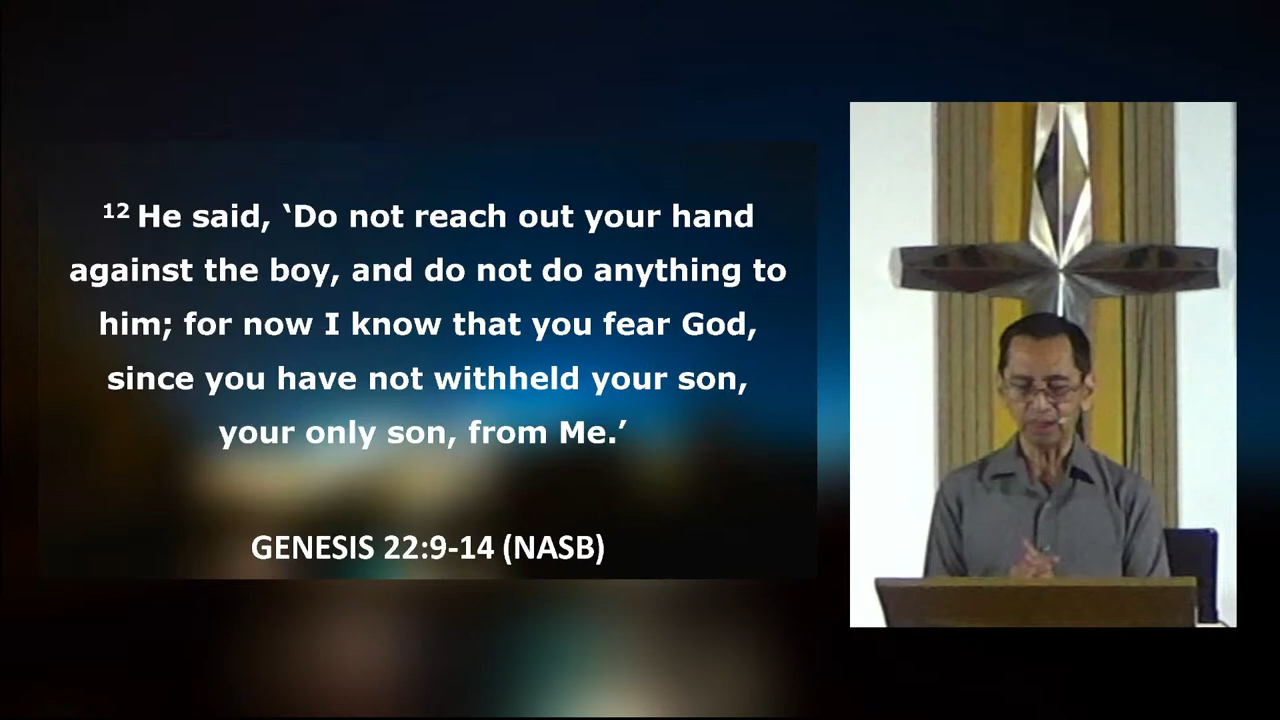 12 He said, ‘Do not reach out your hand
against the boy, and do not do anything to
him; for now I know that you fear God,
since you have not withheld your son,
your only son, from Me.’
GENESIS 22:9-14 (NASB)